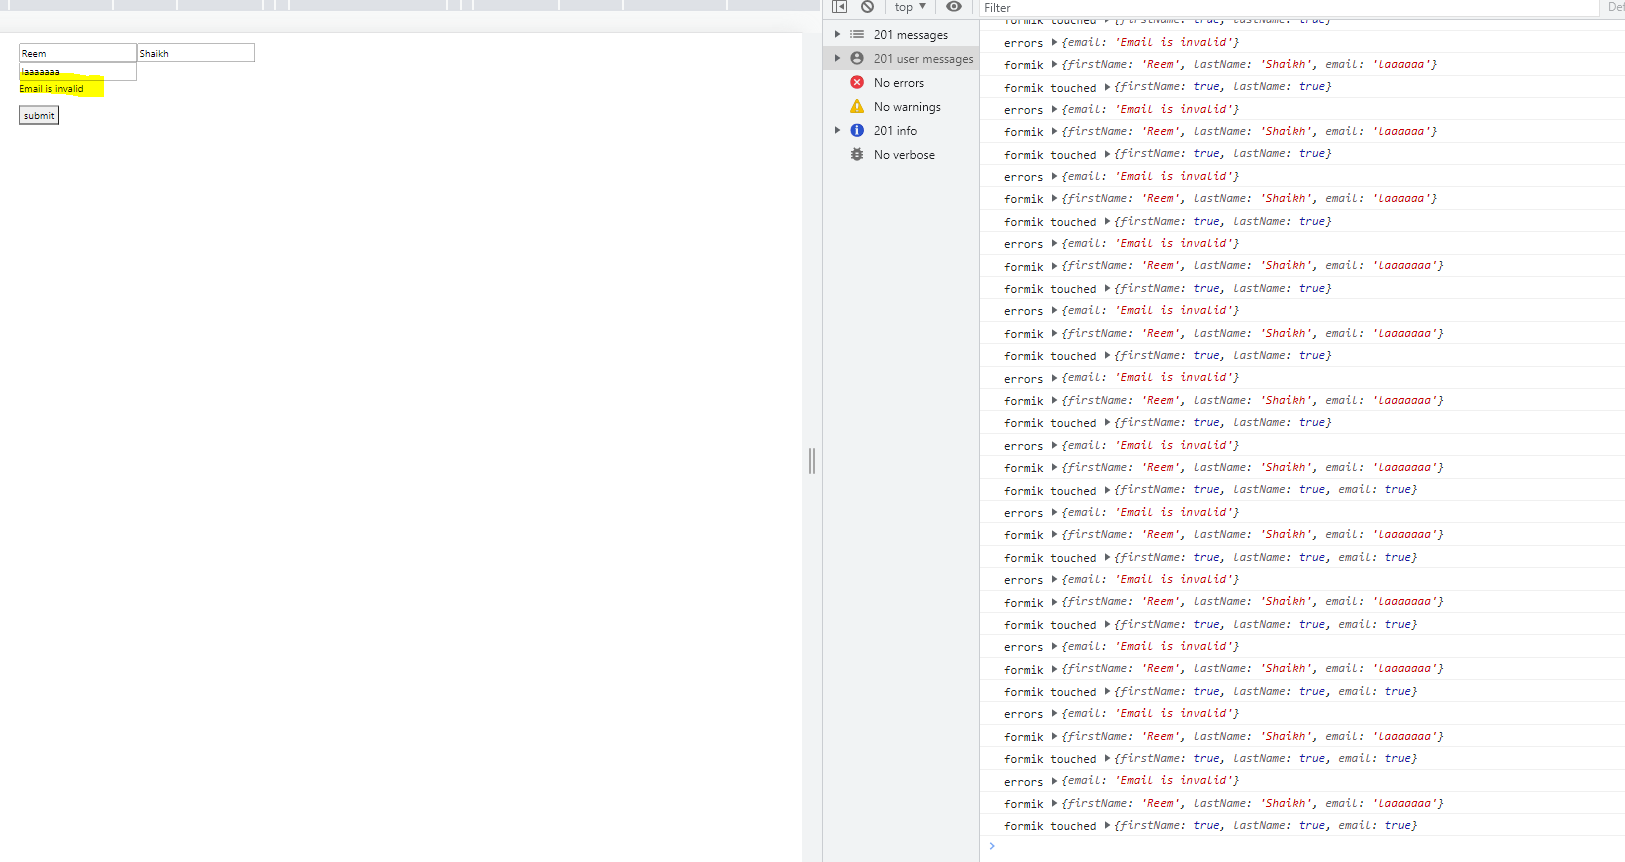 Reem Shaikh
laaaaaaa
Email is invalid
submit
top ▼
Filter
201 messages
201 user messages
No errors
No warnings
201 info
No verbose
formik touched ▶{firstName: true, lastName: true}
errors ▶{email: 'Email is invalid'}
formik ▶{firstName: 'Reem', lastName: 'Shaikh', email: 'laaaaaa'}
formik touched ▶{firstName: true, lastName: true}
errors ▶{email: 'Email is invalid'}
formik ▶{firstName: 'Reem', lastName: 'Shaikh', email: 'laaaaaa'}
formik touched ▶{firstName: true, lastName: true}
errors ▶{email: 'Email is invalid'}
formik ▶{firstName: 'Reem', lastName: 'Shaikh', email: 'laaaaaa'}
formik touched ▶{firstName: true, lastName: true}
errors ▶{email: 'Email is invalid'}
formik ▶{firstName: 'Reem', lastName: 'Shaikh', email: 'laaaaaaa'}
formik touched ▶{firstName: true, lastName: true}
errors ▶{email: 'Email is invalid'}
formik ▶{firstName: 'Reem', lastName: 'Shaikh', email: 'laaaaaaa'}
formik touched ▶{firstName: true, lastName: true}
errors ▶{email: 'Email is invalid'}
formik ▶{firstName: 'Reem', lastName: 'Shaikh', email: 'laaaaaaa'}
formik touched ▶{firstName: true, lastName: true}
errors ▶{email: 'Email is invalid'}
formik ▶{firstName: 'Reem', lastName: 'Shaikh', email: 'laaaaaaa'}
formik touched ▶{firstName: true, lastName: true, email: true}
errors ▶{email: 'Email is invalid'}
formik ▶{firstName: 'Reem', lastName: 'Shaikh', email: 'laaaaaaa'}
formik touched ▶{firstName: true, lastName: true, email: true}
errors ▶{email: 'Email is invalid'}
formik ▶{firstName: 'Reem', lastName: 'Shaikh', email: 'laaaaaaa'}
formik touched ▶{firstName: true, lastName: true, email: true}
errors ▶{email: 'Email is invalid'}
formik ▶{firstName: 'Reem', lastName: 'Shaikh', email: 'laaaaaaa'}
formik touched ▶{firstName: true, lastName: true, email: true}
errors ▶{email: 'Email is invalid'}
formik ▶{firstName: 'Reem', lastName: 'Shaikh', email: 'laaaaaaa'}
formik touched ▶{firstName: true, lastName: true, email: true}
errors ▶{email: 'Email is invalid'}
formik ▶{firstName: 'Reem', lastName: 'Shaikh', email: 'laaaaaaa'}
formik touched ▶{firstName: true, lastName: true, email: true}